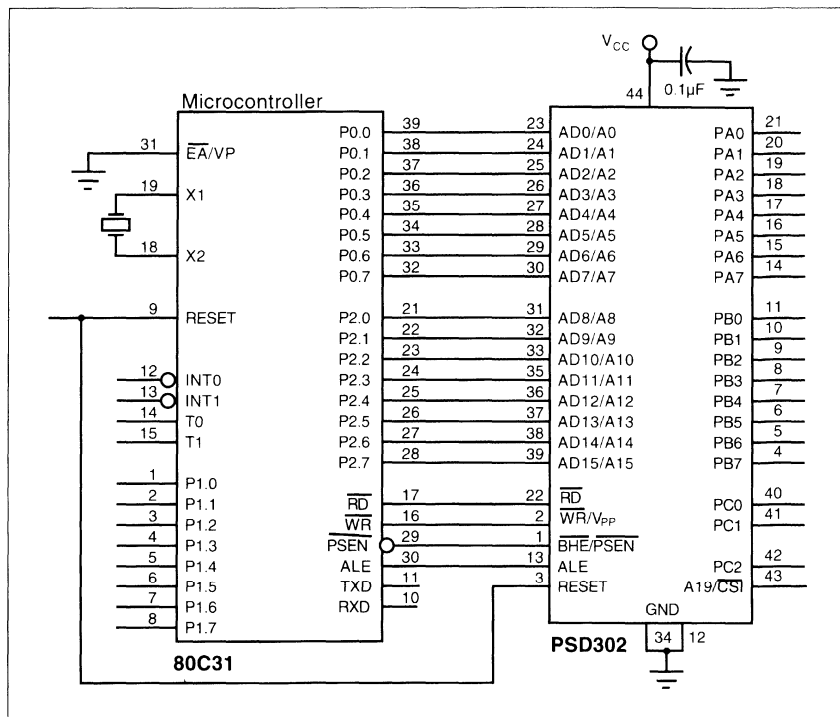 VCC
0.1µF
44
Microcontroller
31 EA/VP
19 X1
18 X2
9 RESET
12 INT0
13 INT1
14 T0
15 T1
1 P1.0
2 P1.1
3 P1.2
4 P1.3
5 P1.4
6 P1.5
7 P1.6
8 P1.7
P0.0 39
P0.1 38
P0.2 37
P0.3 36
P0.4 35
P0.5 34
P0.6 33
P0.7 32
P2.0 21
P2.1 22
P2.2 23
P2.3 24
P2.4 25
P2.5 26
P2.6 27
P2.7 28
RD 17
WR 16
PSEN 29
ALE 30
TXD 11
RXD 10
80C31
23 AD0/A0
24 AD1/A1
25 AD2/A2
26 AD3/A3
27 AD4/A4
28 AD5/A5
29 AD6/A6
30 AD7/A7
31 AD8/A8
32 AD9/A9
33 AD10/A10
35 AD11/A11
36 AD12/A12
37 AD13/A13
38 AD14/A14
39 AD15/A15
22 RD
2 WR/VPP
1 BHE/PSEN
13 ALE
3 RESET
PA0 21
PA1 20
PA2 19
PA3 18
PA4 17
PA5 16
PA6 15
PA7 14
PB0 11
PB1 10
PB2 9
PB3 8
PB4 7
PB5 6
PB6 5
PB7 4
PC0 40
PC1 41
PC2 42
A19/CSI 43
GND
34 12
PSD302